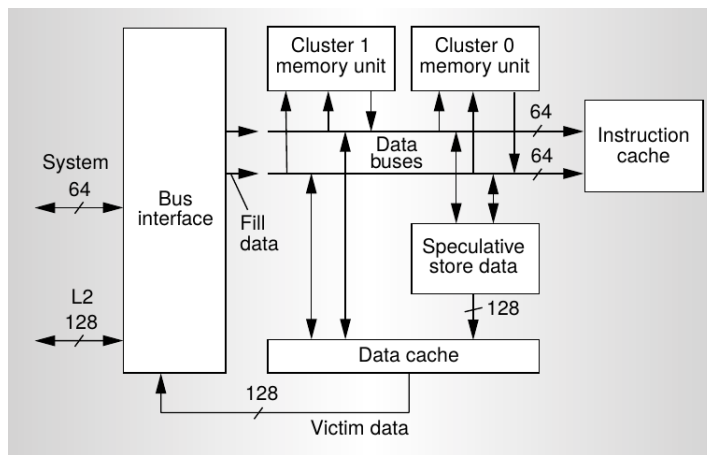 Cluster 1
memory unit
Cluster 0
memory unit
64
Instruction
cache
Data
buses
64
System
64
Bus
interface
Fill
data
Speculative
store data
L2
128
128
Data cache
128
Victim data